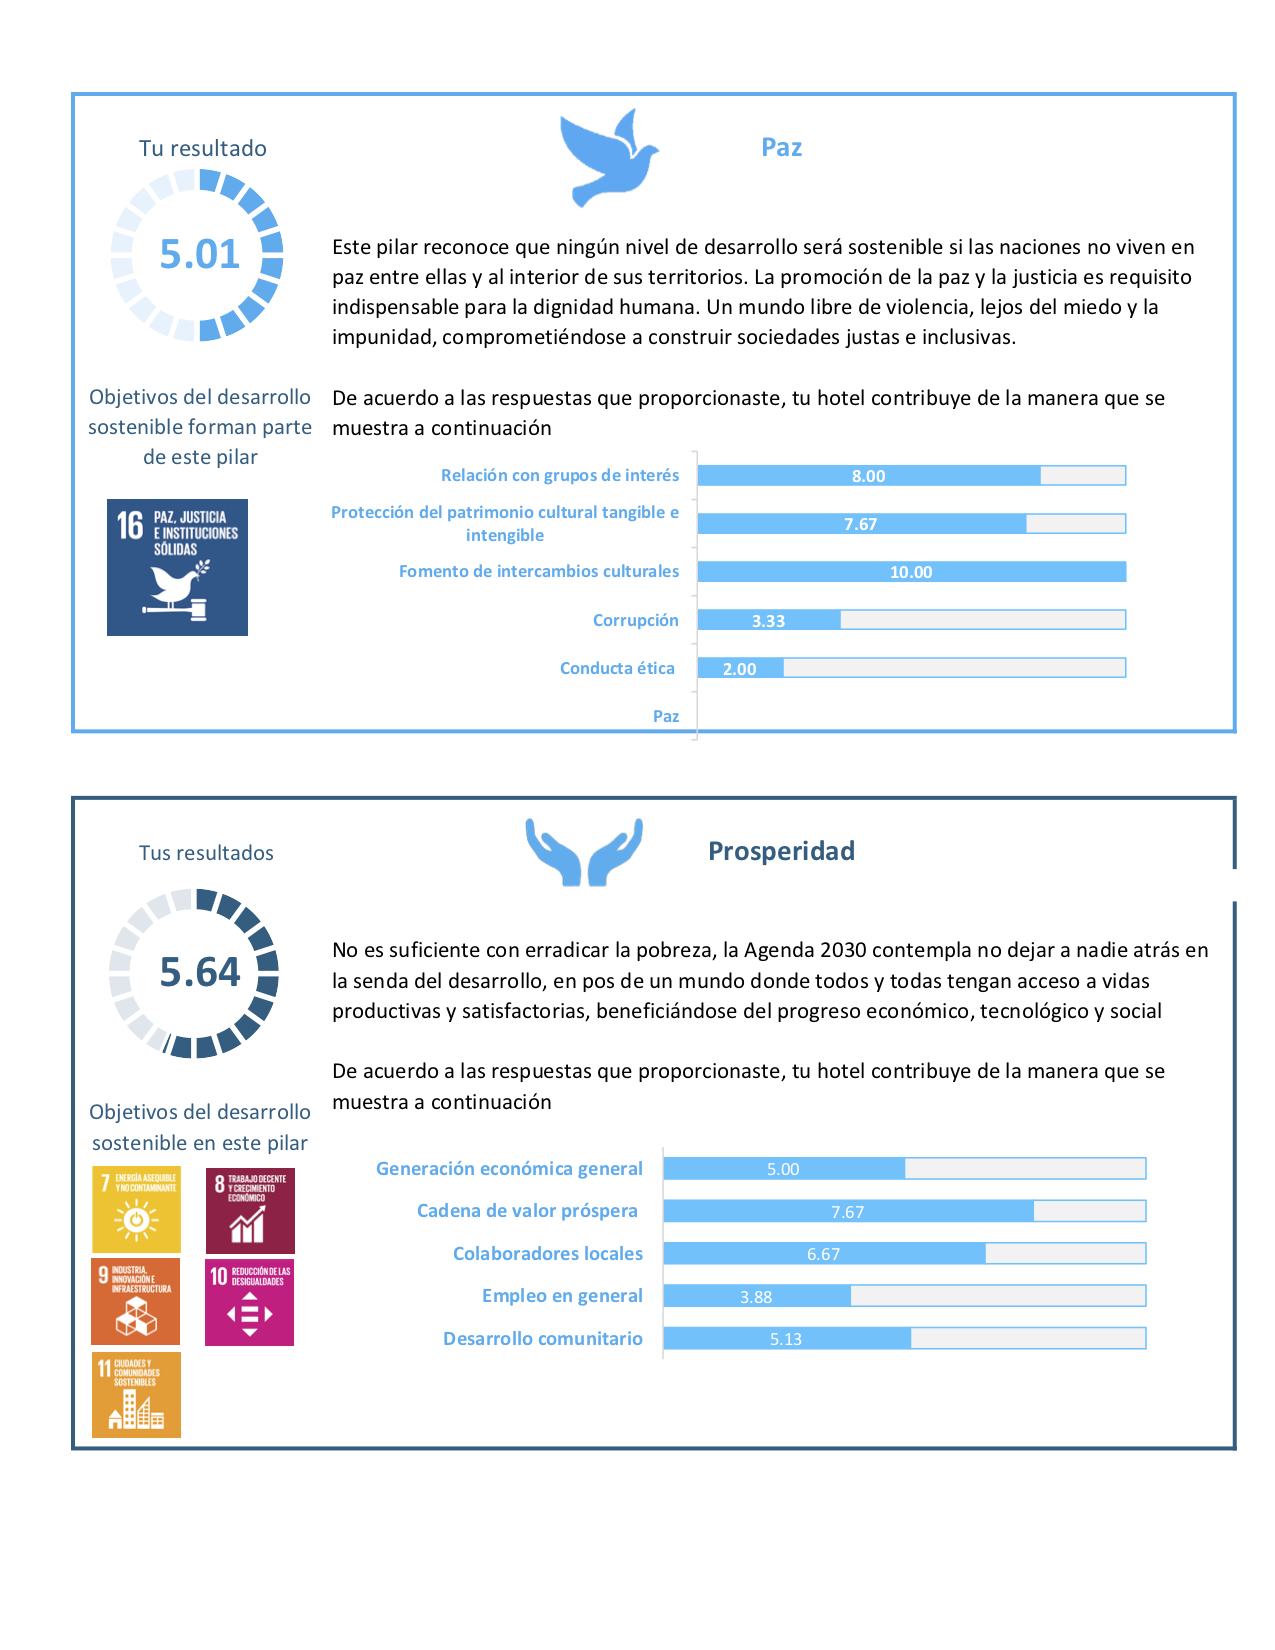 Tu resultado
Paz
5.01
Este pilar reconoce que ningún nivel de desarrollo será sostenible si las naciones no viven en
paz entre ellas y al interior de sus territorios. La promoción de la paz y la justicia es requisito
indispensable para la dignidad humana. Un mundo libre de violencia, lejos del miedo y la
impunidad, comprometiéndose a construir sociedades justas e inclusivas.
Objetivos del desarrollo
sostenible forman parte
de este pilar
De acuerdo a las respuestas que proporcionaste, tu hotel contribuye de la manera que se
muestra a continuación
16 PAZ, JUSTICIA
E INSTITUCIONES
SÓLIDAS
Relación con grupos de interés 8.00
Protección del patrimonio cultural tangible e
intengible 7.67
Fomento de intercambios culturales 10.00
Corrupción 3.33
Conducta ética 2.00
Paz
Tus resultados
Prosperidad
5.64
No es suficiente con erradicar la pobreza, la Agenda 2030 contempla no dejar a nadie atrás en
la senda del desarrollo, en pos de un mundo donde todos y todas tengan acceso a vidas
productivas y satisfactorias, beneficiándose del progreso económico, tecnológico y social
De acuerdo a las respuestas que proporcionaste, tu hotel contribuye de la manera que se
muestra a continuación
Objetivos del desarrollo
sostenible en este pilar
7 ENERGÍA ASEQUIBLE
Y NO CONTAMINANTE
8 TRABAJO DECENTE
Y CRECIMIENTO
ECONÓMICO
9 INDUSTRIA,
INNOVACIÓN E
INFRAESTRUCTURA
10 REDUCCIÓN DE LAS
DESIGUALDADES
11 CIUDADES Y
COMUNIDADES
SOSTENIBLES
Generación económica general 5.00
Cadena de valor próspera 7.67
Colaboradores locales 6.67
Empleo en general 3.88
Desarrollo comunitario 5.13